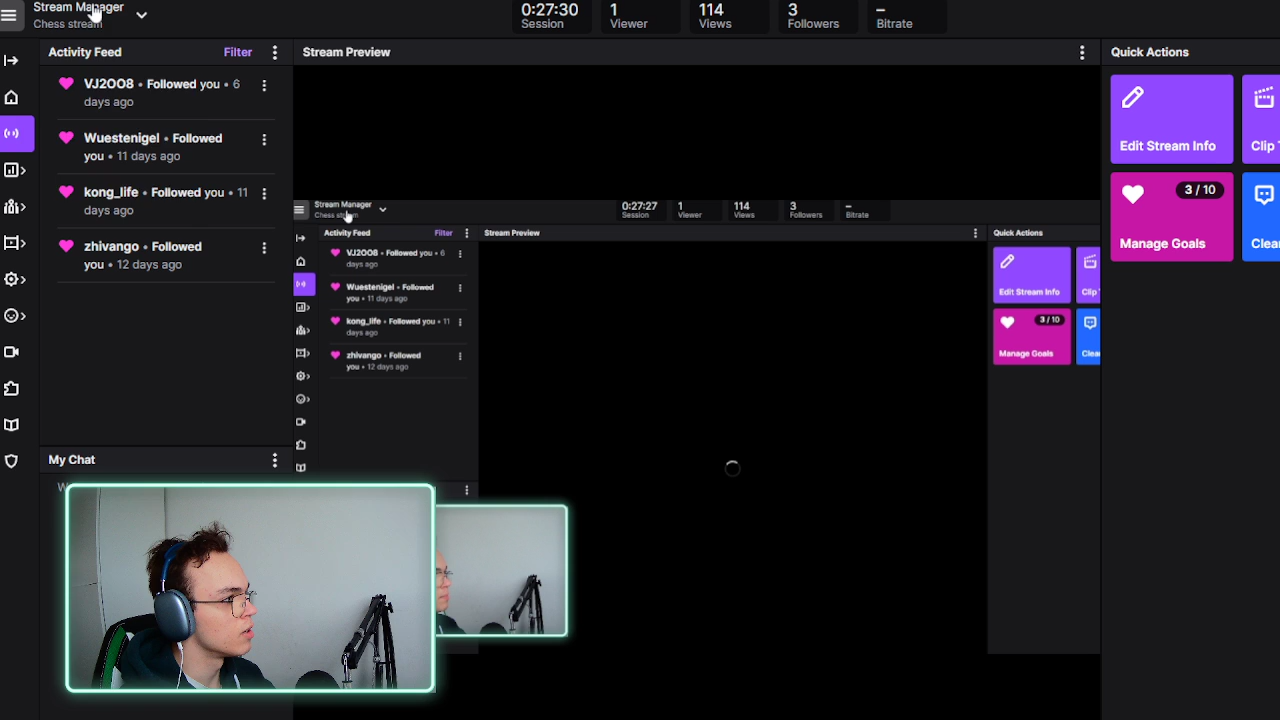 Stream Manager
Chess stream
0:27:30
Session
1
Viewer
114
Views
3
Followers
–
Bitrate
Activity Feed
Filter
VJ2OO8 • Followed you • 6
days ago
Wuestenigel • Followed
you • 11 days ago
kong_life • Followed you • 11
days ago
zhivango • Followed
you • 12 days ago
My Chat
Stream Preview
Stream Manager
Chess
0:27:27
Session
1
Viewer
114
Views
3
Followers
–
Bitrate
Activity Feed
Filter
VJ2OO8 • Followed you • 6
days ago
Wuestenigel • Followed
you • 11 days ago
kong_life • Followed you • 11
days ago
zhivango • Followed
you • 12 days ago
Stream Preview
Quick Actions
Edit Stream Info
Clip
3 / 10
Manage Goals
Clea
Quick Actions
Edit Stream Info
Clip
3 / 10
Manage Goals
Clea